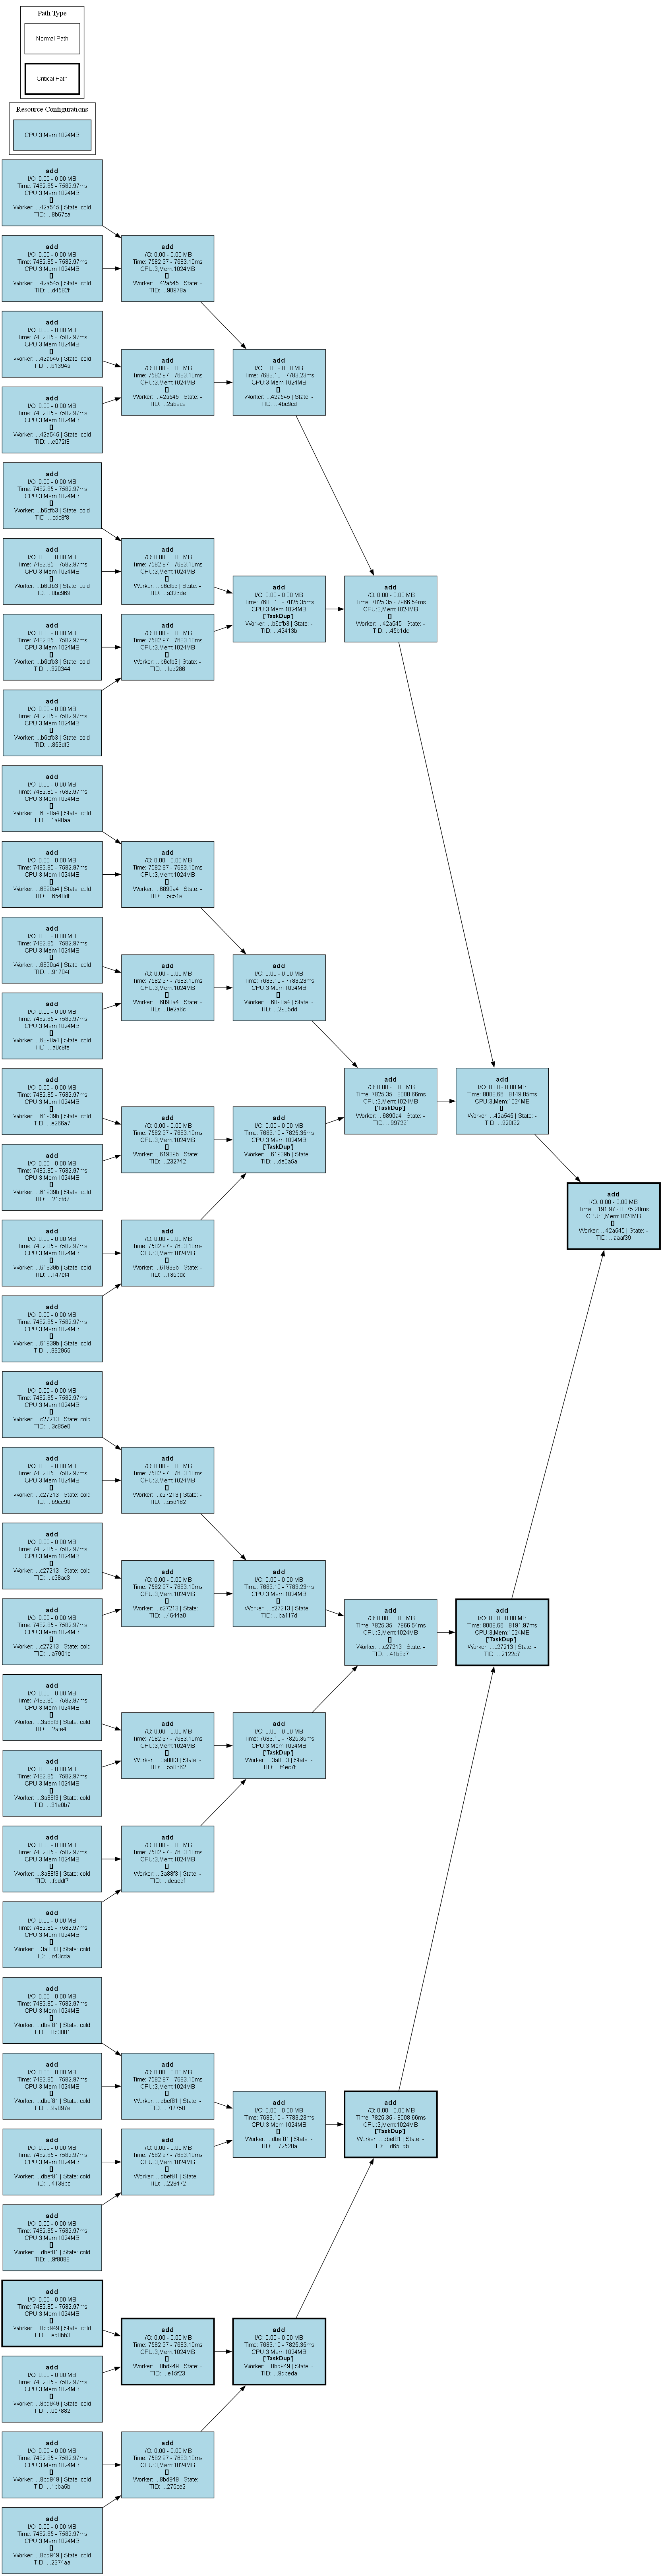 Path Type
Normal Path
Critical Path
Resource Configurations
CPU:3,Mem:1024MB
add
I/O: 0.00 - 0.00 MB
Time: 7482.85 - 7582.97ms
CPU:3,Mem:1024MB
[]
Worker: ...42a545 | State: cold
TID: ...8b67ca
add
I/O: 0.00 - 0.00 MB
Time: 7482.85 - 7582.97ms
CPU:3,Mem:1024MB
[]
Worker: ...42a545 | State: cold
TID: ...d4582f
add
I/O: 0.00 - 0.00 MB
Time: 7482.85 - 7582.97ms
CPU:3,Mem:1024MB
[]
Worker: ...42a545 | State: cold
TID: ...b1394a
add
I/O: 0.00 - 0.00 MB
Time: 7482.85 - 7582.97ms
CPU:3,Mem:1024MB
[]
Worker: ...42a545 | State: cold
TID: ...e072f8
add
I/O: 0.00 - 0.00 MB
Time: 7482.85 - 7582.97ms
CPU:3,Mem:1024MB
[]
Worker: ...b6cfb3 | State: cold
TID: ...cdc8f8
add
I/O: 0.00 - 0.00 MB
Time: 7482.85 - 7582.97ms
CPU:3,Mem:1024MB
[]
Worker: ...b6cfb3 | State: cold
TID:
add
I/O: 0.00 - 0.00 MB
Time: 7482.85 - 7582.97ms
CPU:3,Mem:1024MB
[]
Worker: ...b6cfb3 | State: cold
TID: ...320344
add
I/O: 0.00 - 0.00 MB
Time: 7482.85 - 7582.97ms
CPU:3,Mem:1024MB
[]
Worker: ...b6cfb3 | State: cold
TID: ...853df9
add
I/O: 0.00 - 0.00 MB
Time: 7482.85 - 7582.97ms
CPU:3,Mem:1024MB
[]
Worker: ...6890a4 | State: cold
TID:
add
I/O: 0.00 - 0.00 MB
Time: 7482.85 - 7582.97ms
CPU:3,Mem:1024MB
[]
Worker: ...6890a4 | State: cold
TID: ...6540df
add
I/O: 0.00 - 0.00 MB
Time: 7482.85 - 7582.97ms
CPU:3,Mem:1024MB
[]
Worker: ...6890a4 | State: cold
TID: ...91704f
add
I/O: 0.00 - 0.00 MB
Time: 7482.85 - 7582.97ms
CPU:3,Mem:1024MB
[]
Worker: ...6890a4 | State: cold
TID:
add
I/O: 0.00 - 0.00 MB
Time: 7482.85 - 7582.97ms
CPU:3,Mem:1024MB
[]
Worker: ...61939b | State: cold
TID: ...e266a7
add
I/O: 0.00 - 0.00 MB
Time: 7482.85 - 7582.97ms
CPU:3,Mem:1024MB
[]
Worker: ...61939b | State: cold
TID: ...21bfd7
add
I/O: 0.00 - 0.00 MB
Time: 7482.85 - 7582.97ms
CPU:3,Mem:1024MB
[]
Worker: ...61939b | State: cold
TID: ...147ef4
add
I/O: 0.00 - 0.00 MB
Time: 7482.85 - 7582.97ms
CPU:3,Mem:1024MB
[]
Worker: ...61939b | State: cold
TID: ...992955
add
I/O: 0.00 - 0.00 MB
Time: 7482.85 - 7582.97ms
CPU:3,Mem:1024MB
[]
Worker: ...c27213 | State: cold
TID: ...3c85e0
add
I/O: 0.00 - 0.00 MB
Time: 7482.85 - 7582.97ms
CPU:3,Mem:1024MB
[]
Worker: ...c27213 | State: cold
TID:
add
I/O: 0.00 - 0.00 MB
Time: 7482.85 - 7582.97ms
CPU:3,Mem:1024MB
[]
Worker: ...c27213 | State: cold
TID: ...c98ac3
add
I/O: 0.00 - 0.00 MB
Time: 7482.85 - 7582.97ms
CPU:3,Mem:1024MB
[]
Worker: ...c27213 | State: cold
TID: ...a7901c
add
I/O: 0.00 - 0.00 MB
Time: 7482.85 - 7582.97ms
CPU:3,Mem:1024MB
[]
Worker: ...3a88f3 | State: cold
TID:
add
I/O: 0.00 - 0.00 MB
Time: 7482.85 - 7582.97ms
CPU:3,Mem:1024MB
[]
Worker: ...3a88f3 | State: cold
TID: ...31e0b7
add
I/O: 0.00 - 0.00 MB
Time: 7482.85 - 7582.97ms
CPU:3,Mem:1024MB
[]
Worker: ...3a88f3 | State: cold
TID: ...fbddf7
add
I/O: 0.00 - 0.00 MB
Time: 7482.85 - 7582.97ms
CPU:3,Mem:1024MB
[]
Worker: ...3a88f3 | State: cold
TID: ...c43cda
add
I/O: 0.00 - 0.00 MB
Time: 7482.85 - 7582.97ms
CPU:3,Mem:1024MB
[]
Worker: ...dbef81 | State: cold
TID: ...8b3001
add
I/O: 0.00 - 0.00 MB
Time: 7482.85 - 7582.97ms
CPU:3,Mem:1024MB
[]
Worker: ...dbef81 | State: cold
TID: ...8a087e
add
I/O: 0.00 - 0.00 MB
Time: 7482.85 - 7582.97ms
CPU:3,Mem:1024MB
[]
Worker: ...dbef81 | State: cold
TID: ...4138bc
add
I/O: 0.00 - 0.00 MB
Time: 7482.85 - 7582.97ms
CPU:3,Mem:1024MB
[]
Worker: ...dbef81 | State: cold
TID: ...9f8088
add
I/O: 0.00 - 0.00 MB
Time: 7482.85 - 7582.97ms
CPU:3,Mem:1024MB
[]
Worker: ...8bd949 | State: cold
TID: ...ed0bb3
add
I/O: 0.00 - 0.00 MB
Time: 7482.85 - 7582.97ms
CPU:3,Mem:1024MB
[]
Worker: ...8bd949 | State: cold
TID: ...0e7882
add
I/O: 0.00 - 0.00 MB
Time: 7482.85 - 7582.97ms
CPU:3,Mem:1024MB
[]
Worker: ...8bd949 | State: cold
TID: ...1bba5b
add
I/O: 0.00 - 0.00 MB
Time: 7482.85 - 7582.97ms
CPU:3,Mem:1024MB
[]
Worker: ...8bd949 | State: cold
TID: ...2374aa
add
I/O: 0.00 - 0.00 MB
Time: 7582.97 - 7683.10ms
CPU:3,Mem:1024MB
[]
Worker: ...42a545 | State: -
TID: ...90978a
add
I/O: 0.00 - 0.00 MB
Time: 7582.97 - 7683.10ms
CPU:3,Mem:1024MB
[]
Worker: ...42a545 | State: -
TID: ...2a8ece
add
I/O: 0.00 - 0.00 MB
Time: 7582.97 - 7683.10ms
CPU:3,Mem:1024MB
[]
Worker: ...b6cfb3 | State: -
TID:
add
I/O: 0.00 - 0.00 MB
Time: 7582.97 - 7683.10ms
CPU:3,Mem:1024MB
[]
Worker: ...b6cfb3 | State: -
TID: ...fed266
add
I/O: 0.00 - 0.00 MB
Time: 7582.97 - 7683.10ms
CPU:3,Mem:1024MB
[]
Worker: ...6890a4 | State: -
TID: ...5c51e0
add
I/O: 0.00 - 0.00 MB
Time: 7582.97 - 7683.10ms
CPU:3,Mem:1024MB
[]
Worker: ...6890a4 | State: -
TID:
add
I/O: 0.00 - 0.00 MB
Time: 7582.97 - 7683.10ms
CPU:3,Mem:1024MB
[]
Worker: ...61939b | State: -
TID: ...232742
add
I/O: 0.00 - 0.00 MB
Time: 7582.97 - 7683.10ms
CPU:3,Mem:1024MB
[]
Worker: ...61939b | State: -
TID:
add
I/O: 0.00 - 0.00 MB
Time: 7582.97 - 7683.10ms
CPU:3,Mem:1024MB
[]
Worker: ...c27213 | State: -
TID:
add
I/O: 0.00 - 0.00 MB
Time: 7582.97 - 7683.10ms
CPU:3,Mem:1024MB
[]
Worker: ...c27213 | State: -
TID: ...4644a0
add
I/O: 0.00 - 0.00 MB
Time: 7582.97 - 7683.10ms
CPU:3,Mem:1024MB
[]
Worker: ...3a88f3 | State: -
TID:
add
I/O: 0.00 - 0.00 MB
Time: 7582.97 - 7683.10ms
CPU:3,Mem:1024MB
[]
Worker: ...3a88f3 | State: -
TID: ...deaedf
add
I/O: 0.00 - 0.00 MB
Time: 7582.97 - 7683.10ms
CPU:3,Mem:1024MB
[]
Worker: ...dbef81 | State: -
TID: ...7f7758
add
I/O: 0.00 - 0.00 MB
Time: 7582.97 - 7683.10ms
CPU:3,Mem:1024MB
[]
Worker: ...dbef81 | State: -
TID: ...229472
add
I/O: 0.00 - 0.00 MB
Time: 7582.97 - 7683.10ms
CPU:3,Mem:1024MB
[]
Worker: ...8bd949 | State: -
TID: ...e15f23
add
I/O: 0.00 - 0.00 MB
Time: 7582.97 - 7683.10ms
CPU:3,Mem:1024MB
[]
Worker: ...8bd949 | State: -
TID: ...275ce2
add
I/O: 0.00 - 0.00 MB
Time: 7683.10 - 7783.23ms
CPU:3,Mem:1024MB
[]
Worker: ...42a545 | State: -
TID:
add
I/O: 0.00 - 0.00 MB
Time: 7683.10 - 7825.35ms
CPU:3,Mem:1024MB
['TaskDup']
Worker: ...b6cfb3 | State: -
TID: ...42413b
add
I/O: 0.00 - 0.00 MB
Time: 7683.10 - 7783.23ms
CPU:3,Mem:1024MB
[]
Worker: ...6890a4 | State: -
TID: ...2905dd
add
I/O: 0.00 - 0.00 MB
Time: 7683.10 - 7825.35ms
CPU:3,Mem:1024MB
['TaskDup']
Worker: ...61939b | State: -
TID: ...de0a5a
add
I/O: 0.00 - 0.00 MB
Time: 7683.10 - 7783.23ms
CPU:3,Mem:1024MB
[]
Worker: ...c27213 | State: -
TID: ...ba117d
add
I/O: 0.00 - 0.00 MB
Time: 7683.10 - 7825.35ms
CPU:3,Mem:1024MB
['TaskDup']
Worker: ...3a88f3 | State: -
TID:
add
I/O: 0.00 - 0.00 MB
Time: 7683.10 - 7783.23ms
CPU:3,Mem:1024MB
[]
Worker: ...dbef81 | State: -
TID: ...72520a
add
I/O: 0.00 - 0.00 MB
Time: 7683.10 - 7825.35ms
CPU:3,Mem:1024MB
['TaskDup']
Worker: ...8bd949 | State: -
TID: ...8dbeda
add
I/O: 0.00 - 0.00 MB
Time: 7825.35 - 7966.54ms
CPU:3,Mem:1024MB
[]
Worker: ...42a545 | State: -
TID: ...45b1dc
add
I/O: 0.00 - 0.00 MB
Time: 7825.35 - 8008.66ms
CPU:3,Mem:1024MB
['TaskDup']
Worker: ...6890a4 | State: -
TID: ...99729f
add
I/O: 0.00 - 0.00 MB
Time: 7825.35 - 7966.54ms
CPU:3,Mem:1024MB
[]
Worker: ...c27213 | State: -
TID: ...41b8d7
add
I/O: 0.00 - 0.00 MB
Time: 7825.35 - 8008.66ms
CPU:3,Mem:1024MB
['TaskDup']
Worker: ...dbef81 | State: -
TID: ...d650db
add
I/O: 0.00 - 0.00 MB
Time: 8008.66 - 8149.85ms
CPU:3,Mem:1024MB
[]
Worker: ...42a545 | State: -
TID: ...820f92
add
I/O: 0.00 - 0.00 MB
Time: 8008.66 - 8191.97ms
CPU:3,Mem:1024MB
['TaskDup']
Worker: ...c27213 | State: -
TID: ...2122c7
add
I/O: 0.00 - 0.00 MB
Time: 8191.97 - 8375.28ms
CPU:3,Mem:1024MB
[]
Worker: ...42a545 | State: -
TID: ...aaaf39